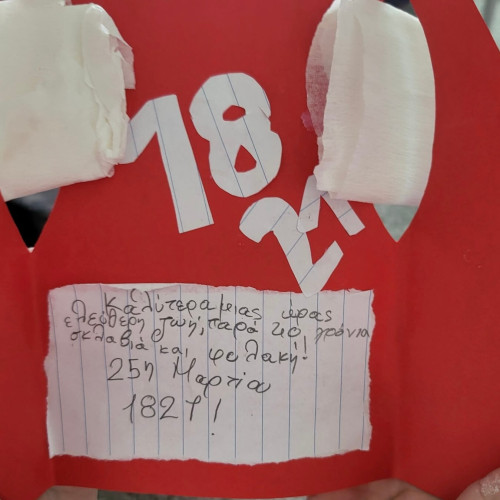 18
21
Καλύτερα μιας ώρας
ελεύθερη ζωή, παρά 40 χρόνια
σκλαβιά και φυλακή!
25η Μαρτίου
1821!